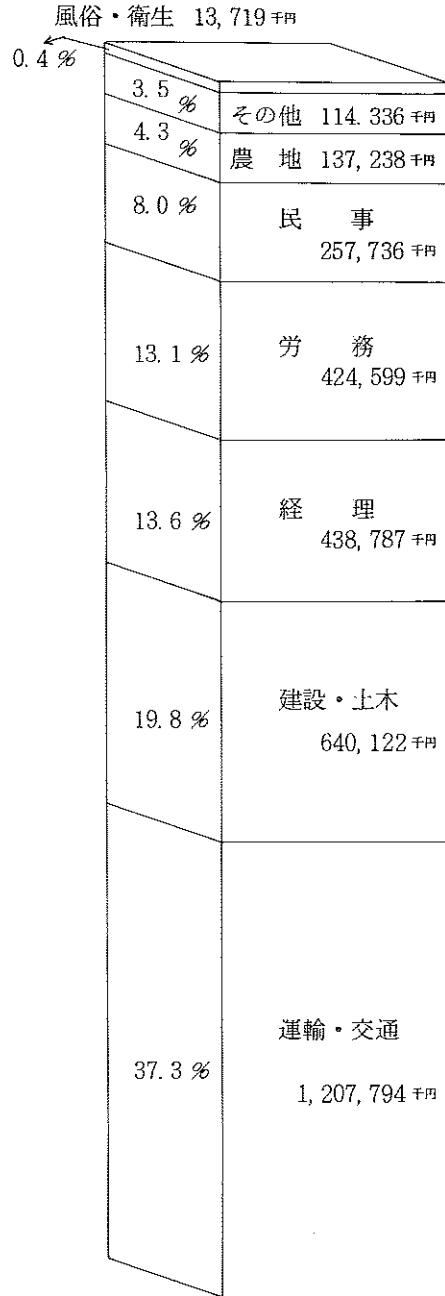 風俗・衛生 13,719千円
0.4%
3.5%
その他 114.336千円
4.3%
農地 137,238千円
8.0%
民事
257,736千円
13.1%
労務
424,599千円
13.6%
経理
438,787千円
19.8%
建設・土木
640,122千円
37.3%
運輸・交通
1,207,794千円